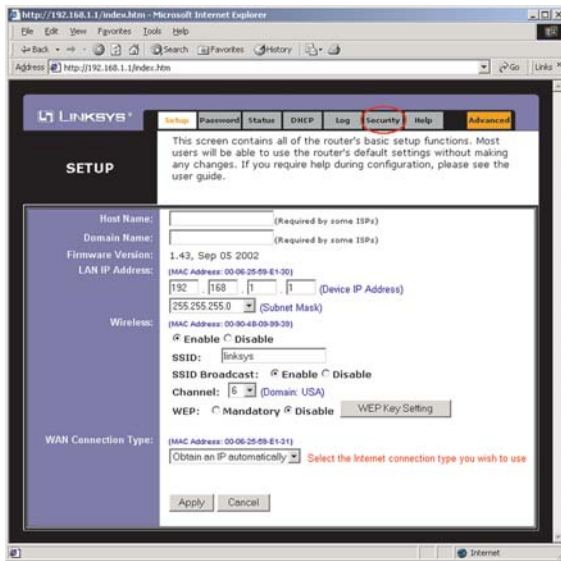 http://192.168.1.1/index.htm - Microsoft Internet Explorer
File Edit View Favorites Tools Help
Back Search Favorites History
Address http://192.168.1.1/index.htm Go Links
LINKSYS® Setup Password Status DHCP Log Security Help Advanced
SETUP
This screen contains all of the router's basic setup functions. Most
users will be able to use the router's default settings without making
any changes. If you require help during configuration, please see the
user guide.
Host Name: (Required by some ISPs)
Domain Name: (Required by some ISPs)
Firmware Version: 1.43, Sep 05 2002
LAN IP Address: (MAC Address: 00-06-25-59-E1-30)
192 . 168 . 1 . 1 (Device IP Address)
255.255.255.0 (Subnet Mask)
Wireless: (MAC Address: 00-90-4B-09-99-39)
Enable Disable
SSID: linksys
SSID Broadcast: Enable Disable
Channel: 6 (Domain: USA)
WEP: Mandatory Disable WEP Key Setting
WAN Connection Type: (MAC Address: 00-06-25-59-E1-31)
Obtain an IP automatically Select the Internet connection type you wish to use
Apply Cancel
Internet